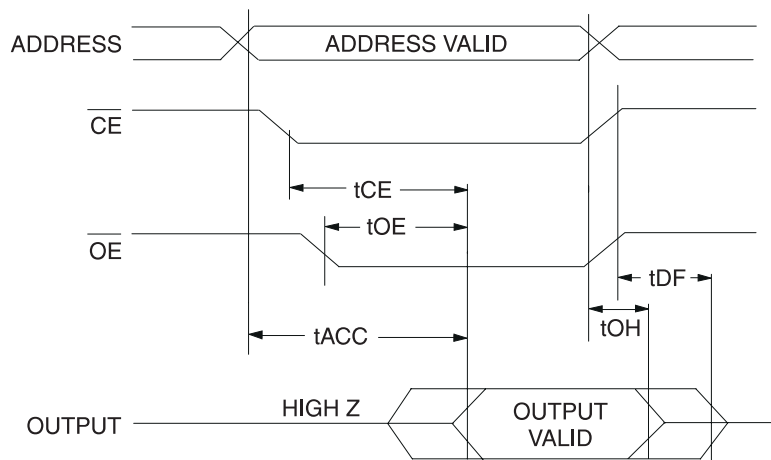 ADDRESS
ADDRESS VALID
CE
tCE
tOE
OE
tDF
tOH
tACC
HIGH Z
OUTPUT
OUTPUT
VALID